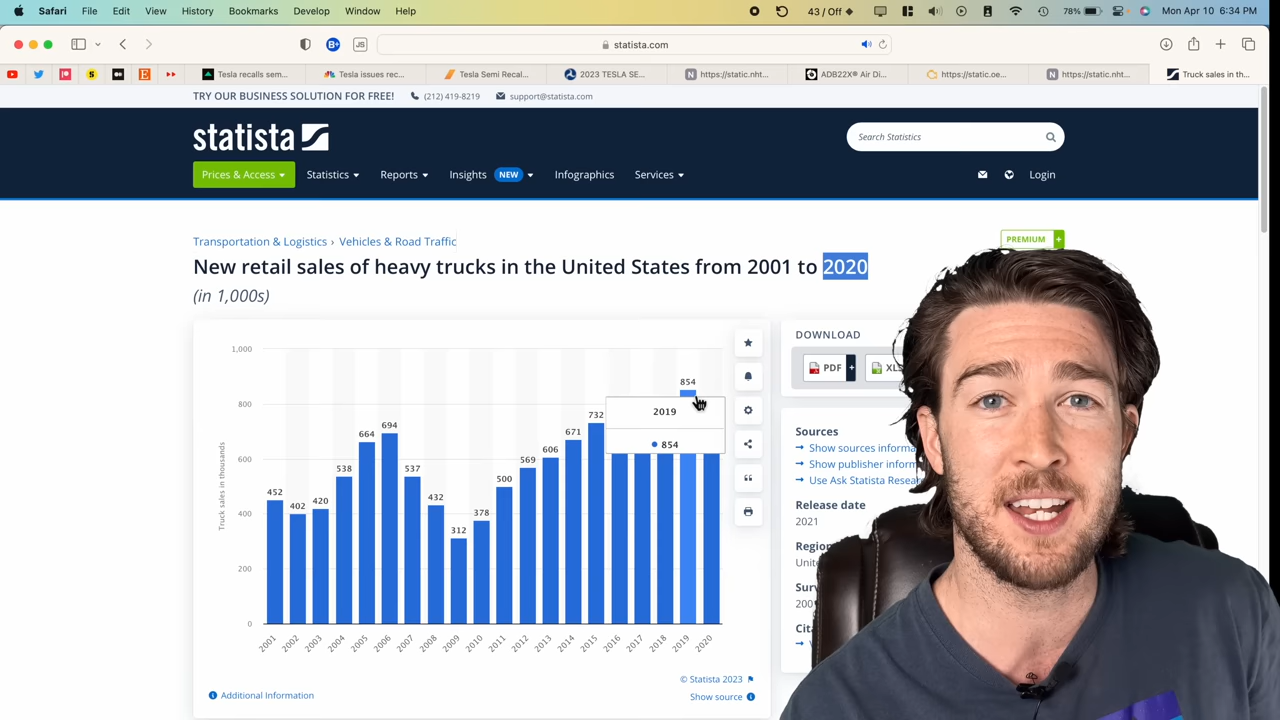 Safari File Edit View History Bookmarks Develop Window Help 43 / Off 78% Mon Apr 10 6:34 PM
B+ JS statista.com
Tesla recalls sem... Tesla issues rec... Tesla Semi Recal... 2023 TESLA SE... https://static.nht... ADB22X® Air Di... https://static.oe... https://static.nht... Truck sales in th...
TRY OUR BUSINESS SOLUTION FOR FREE! (212) 419-8219 support@statista.com
statista
Search Statistics
Prices & Access Statistics Reports Insights NEW Infographics Services Login
Transportation & Logistics › Vehicles & Road Traffic
PREMIUM +
New retail sales of heavy trucks in the United States from 2001 to 2020
(in 1,000s)
DOWNLOAD
PDF + XLS
Sources
→ Show sources informa
→ Show publisher inform
→ Use Ask Statista Resear
Release date
2021
Region
Unite
Surv
200
Cita
1,000
800
600
400
200
0
Truck sales in thousands
452 402 420 538 664 694 537 432 312 378 500 569 606 671 732 854
2019
854
2001 2002 2003 2004 2005 2006 2007 2008 2009 2010 2011 2012 2013 2014 2015 2016 2017 2018 2019 2020
© Statista 2023
Additional Information
Show source